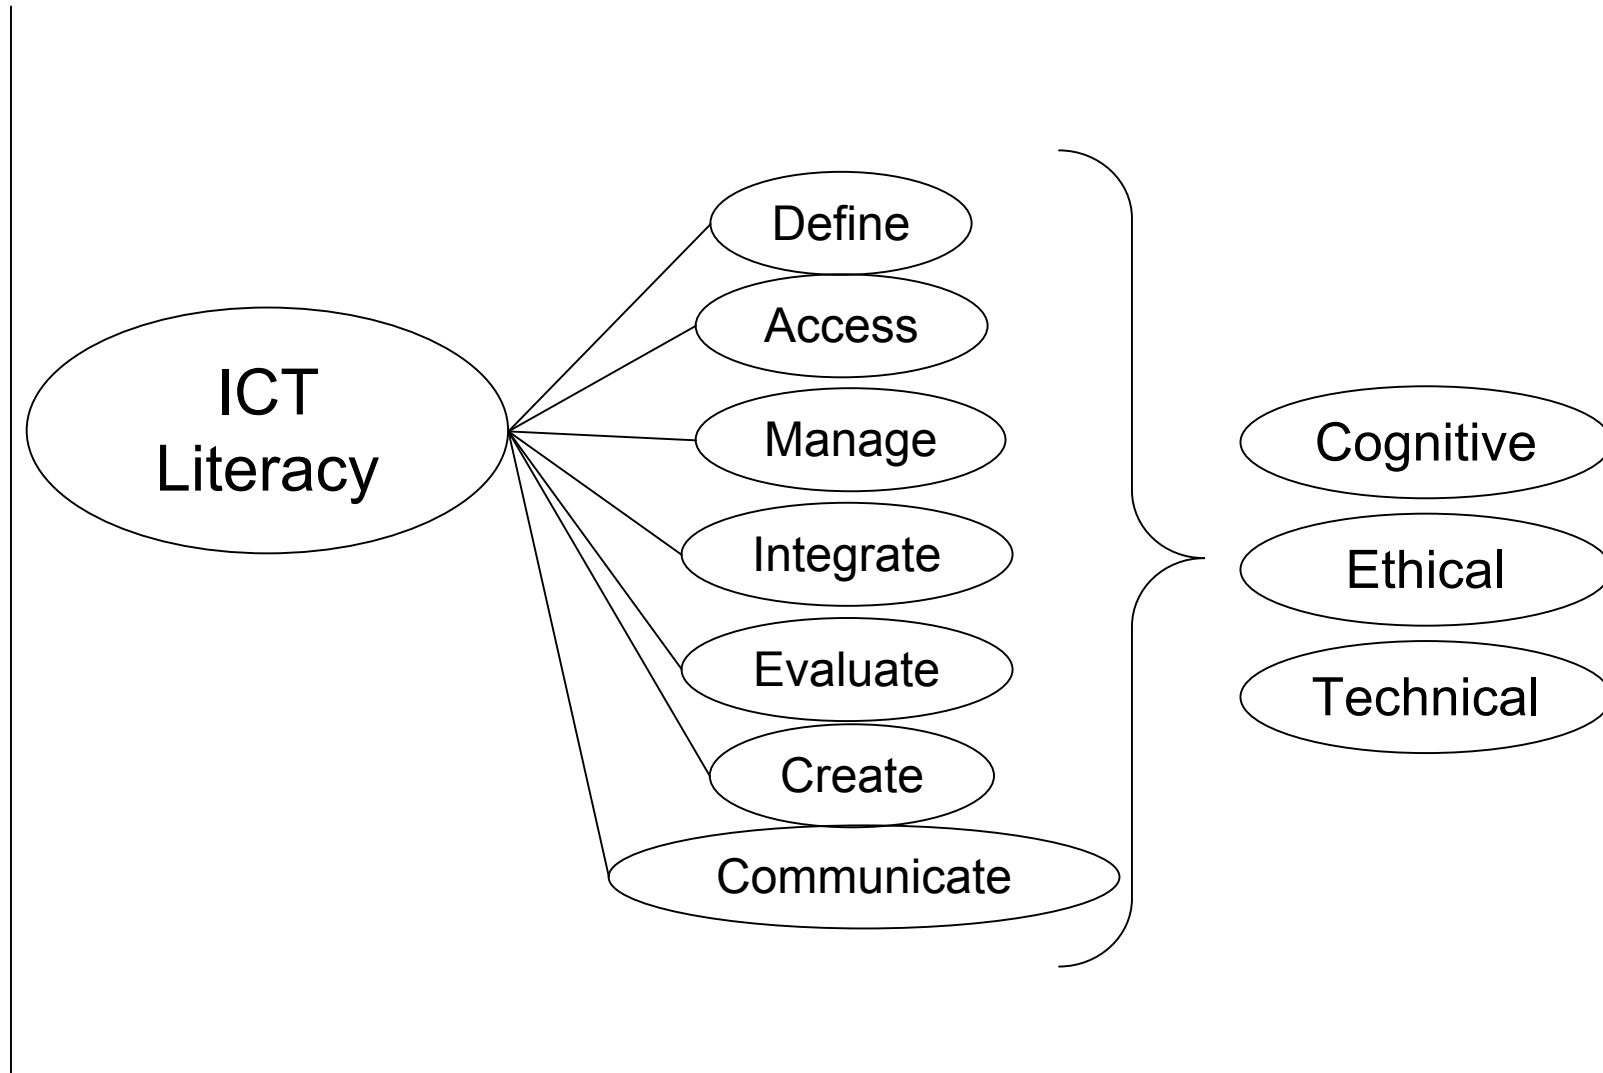 ICT
Literacy
Define
Access
Manage
Integrate
Evaluate
Create
Communicate
Cognitive
Ethical
Technical